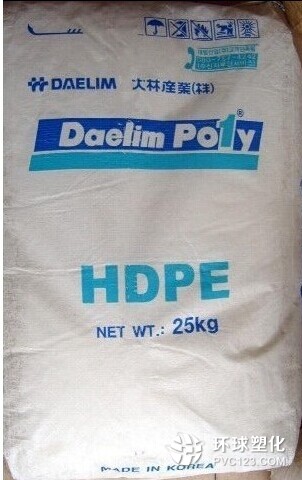 DAELIM 大林産業(株)
Daelim Poly ®
HDPE
NET WT.: 25kg
MADE IN KOREA
环球塑化
PVC123.COM